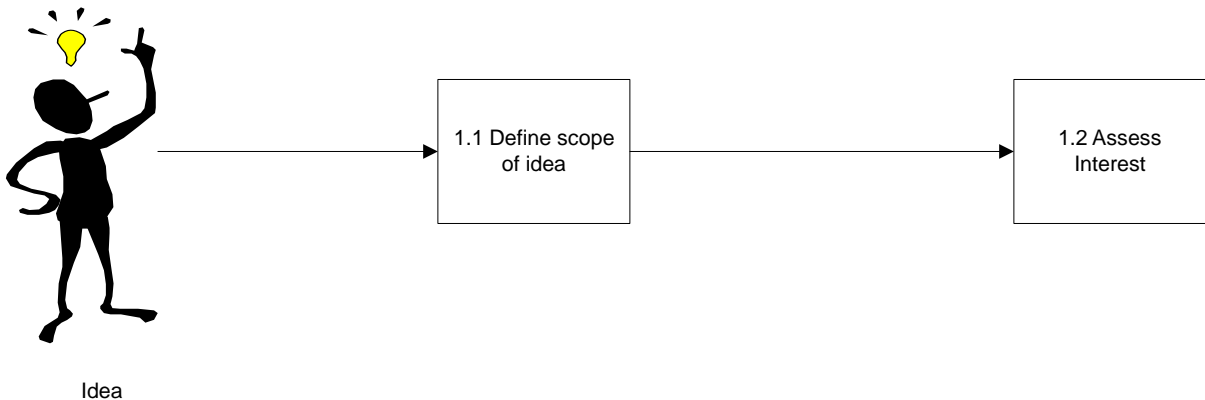 1.1 Define scope
of idea
1.2 Assess
Interest
Idea